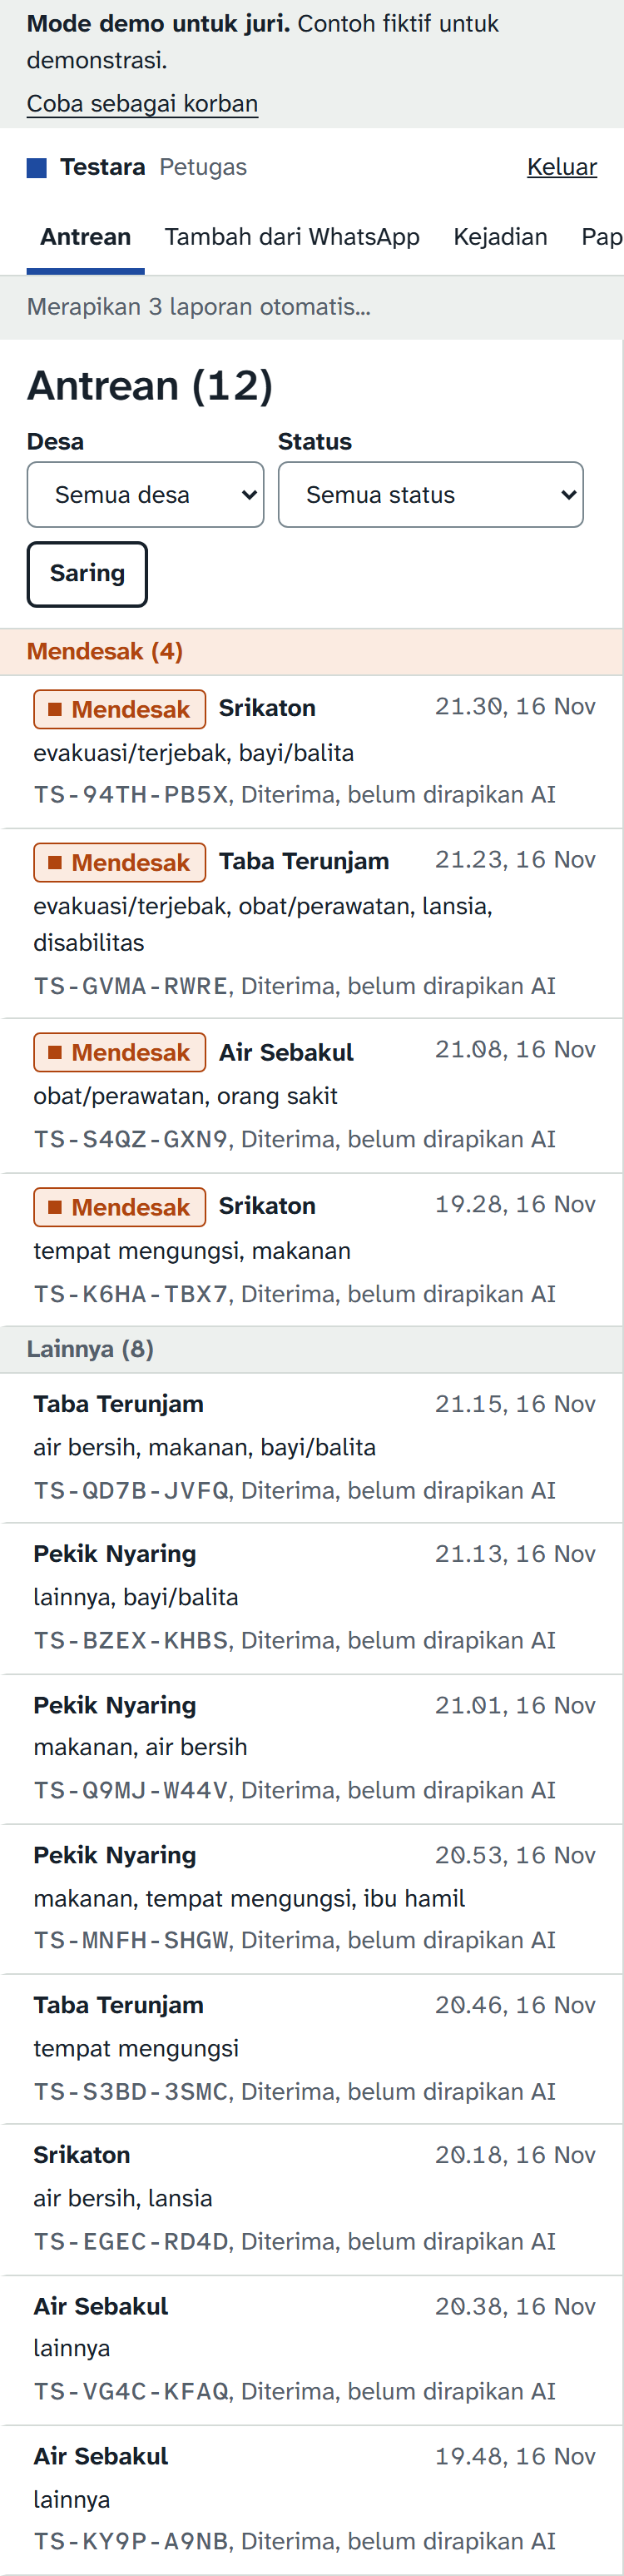 Mode demo untuk juri. Contoh fiktif untuk
demonstrasi.
Coba sebagai korban
Testara Petugas Keluar
Antrean Tambah dari WhatsApp Kejadian Pap
Merapikan 3 laporan otomatis...
Antrean (12)
Desa Status
Semua desa Semua status
Saring
Mendesak (4)
Mendesak Srikaton 21.30, 16 Nov
evakuasi/terjebak, bayi/balita
TS-94TH-PB5X, Diterima, belum dirapikan AI
Mendesak Taba Terunjam 21.23, 16 Nov
evakuasi/terjebak, obat/perawatan, lansia,
disabilitas
TS-GVMA-RWRE, Diterima, belum dirapikan AI
Mendesak Air Sebakul 21.08, 16 Nov
obat/perawatan, orang sakit
TS-S4QZ-GXN9, Diterima, belum dirapikan AI
Mendesak Srikaton 19.28, 16 Nov
tempat mengungsi, makanan
TS-K6HA-TBX7, Diterima, belum dirapikan AI
Lainnya (8)
Taba Terunjam 21.15, 16 Nov
air bersih, makanan, bayi/balita
TS-QD7B-JVFQ, Diterima, belum dirapikan AI
Pekik Nyaring 21.13, 16 Nov
lainnya, bayi/balita
TS-BZEX-KHBS, Diterima, belum dirapikan AI
Pekik Nyaring 21.01, 16 Nov
makanan, air bersih
TS-Q9MJ-W44V, Diterima, belum dirapikan AI
Pekik Nyaring 20.53, 16 Nov
makanan, tempat mengungsi, ibu hamil
TS-MNFH-SHGW, Diterima, belum dirapikan AI
Taba Terunjam 20.46, 16 Nov
tempat mengungsi
TS-S3BD-3SMC, Diterima, belum dirapikan AI
Srikaton 20.18, 16 Nov
air bersih, lansia
TS-EGEC-RD4D, Diterima, belum dirapikan AI
Air Sebakul 20.38, 16 Nov
lainnya
TS-VG4C-KFAQ, Diterima, belum dirapikan AI
Air Sebakul 19.48, 16 Nov
lainnya
TS-KY9P-A9NB, Diterima, belum dirapikan AI